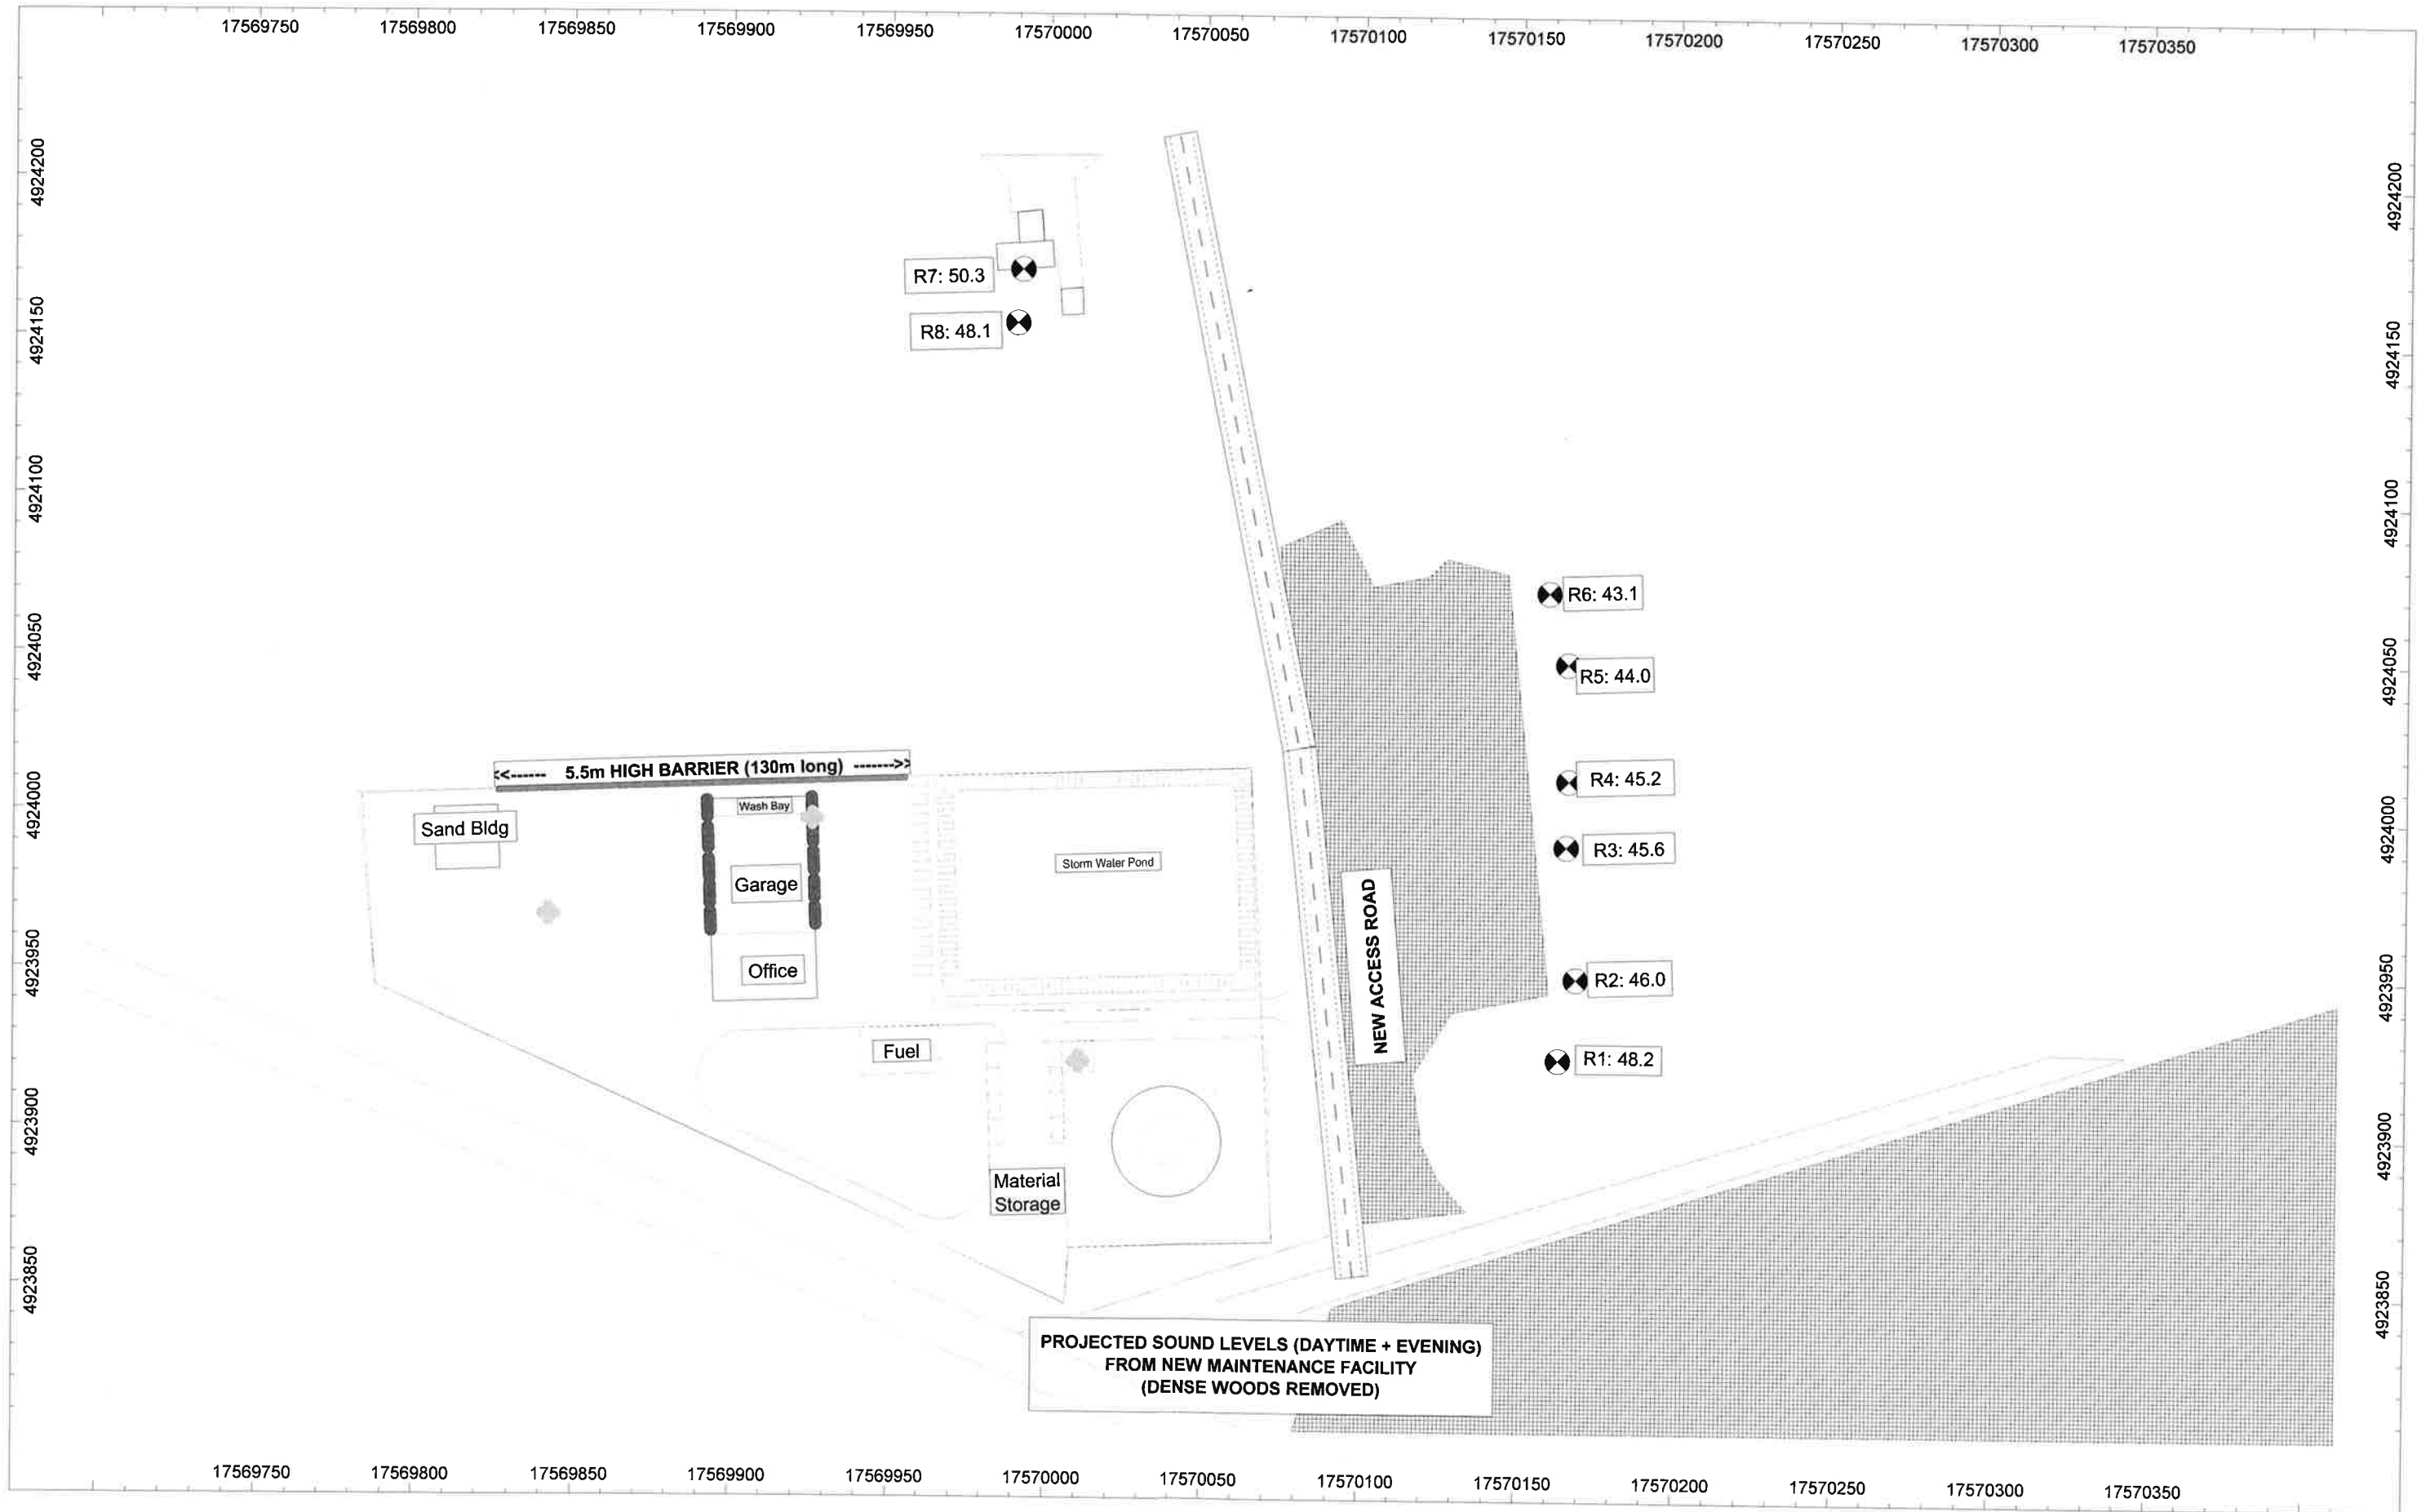 17569750 17569800 17569850 17569900 17569950 17570000 17570050 17570100 17570150 17570200 17570250 17570300 17570350
4924200
4924150
4924100
4924050
4924000
4923950
4923900
4923850
4924200
4924150
4924100
4924050
4924000
4923950
4923900
4923850
R7: 50.3
R8: 48.1
R6: 43.1
R5: 44.0
R4: 45.2
R3: 45.6
R2: 46.0
R1: 48.2
<<------ 5.5m HIGH BARRIER (130m long) ------->>
Sand Bldg
Wash Bay
Garage
Office
Storm Water Pond
NEW ACCESS ROAD
Fuel
Material
Storage
PROJECTED SOUND LEVELS (DAYTIME + EVENING)
FROM NEW MAINTENANCE FACILITY
(DENSE WOODS REMOVED)
17569750 17569800 17569850 17569900 17569950 17570000 17570050 17570100 17570150 17570200 17570250 17570300 17570350